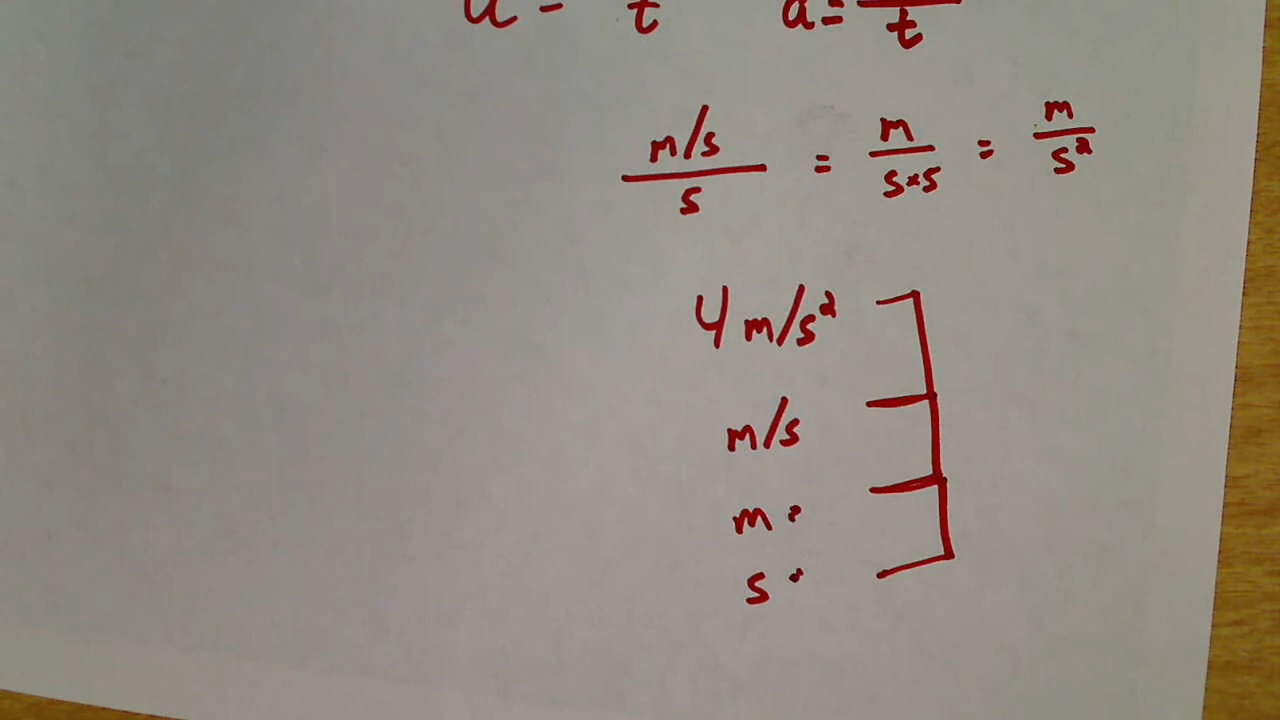 a = t a = t
m/s / s = m / s×s = m / s²
4 m/s²
m/s
m ·
s ·